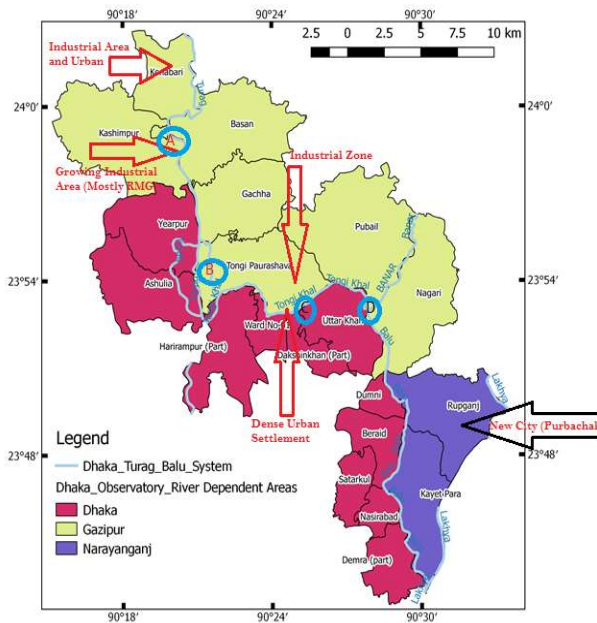 90°18'
90°24'
90°30'
2.5 0 2.5 5 7.5 10 km
Industrial Area
and Urban
Konabari
Turag
24°0'
24°0'
Kashimpur
A
Basan
Growing Industrial
Area (Mostly RMG)
Industrial Zone
Gachha
Yearpur
Pubail
Banar
B
Tongi Paurashava
23°54'
23°54'
Ashulia
Tongi Khal
BANAR
Nagari
Tongi Khal
C
D
Uttar Khan
Balu
Harirampur (Part)
Dakshinkhan (Part)
Dumni
Rupganj
Lakhya
Dense Urban
Settlement
Beraid
New City (Purbachal
Legend
23°48'
23°48'
Dhaka_Turag_Balu_System
Satarkul
Kayet Para
Dhaka_Observatory_River Dependent Areas
Dhaka
Nasirabad
Lakhya
Gazipur
Narayanganj
Demra (part)
90°18'
90°24'
90°30'